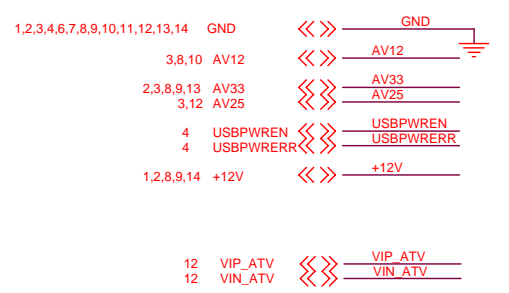 1,2,3,4,6,7,8,9,10,11,12,13,14 GND GND
3,8,10 AV12 AV12
2,3,8,9,13 AV33 AV33
3,12 AV25 AV25
4 USBPWREN USBPWREN
4 USBPWRERR USBPWRERR
1,2,8,9,14 +12V +12V
12 VIP_ATV VIP_ATV
12 VIN_ATV VIN_ATV